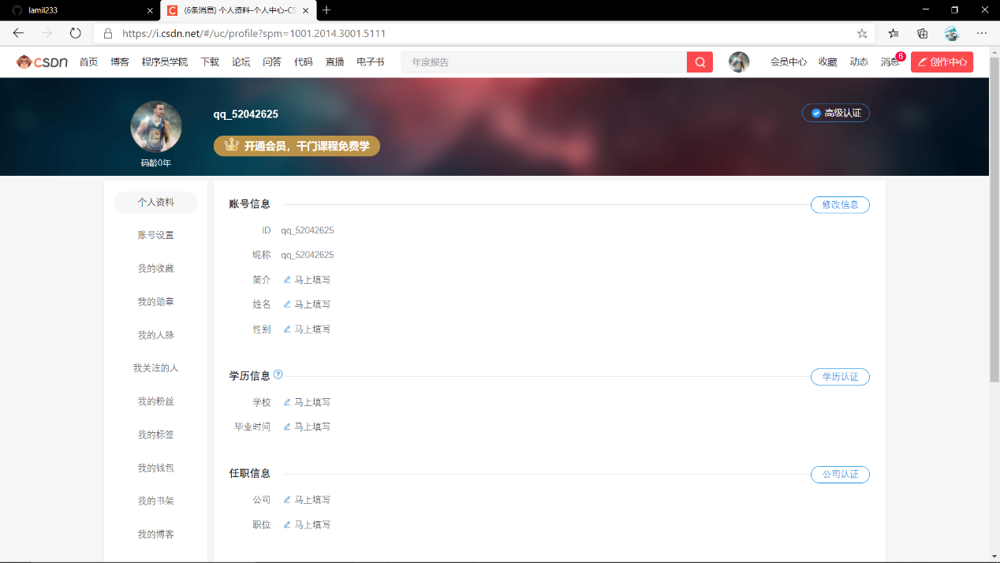 lamil233
(6条消息) 个人资料-个人中心-CS
https://i.csdn.net/#/uc/profile?spm=1001.2014.3001.5111
CSDN 首页 博客 程序员学院 下载 论坛 问答 代码 直播 电子书 年度报告 会员中心 收藏 动态 消息 6 创作中心
qq_52042625
高级认证
开通会员，千门课程免费学
码龄0年
个人资料
账号设置
我的收藏
我的勋章
我的人脉
我关注的人
我的粉丝
我的标签
我的钱包
我的书架
我的博客
账号信息 修改信息
ID qq_52042625
昵称 qq_52042625
简介 马上填写
姓名 马上填写
性别 马上填写
学历信息 ? 学历认证
学校 马上填写
毕业时间 马上填写
任职信息 公司认证
公司 马上填写
职位 马上填写